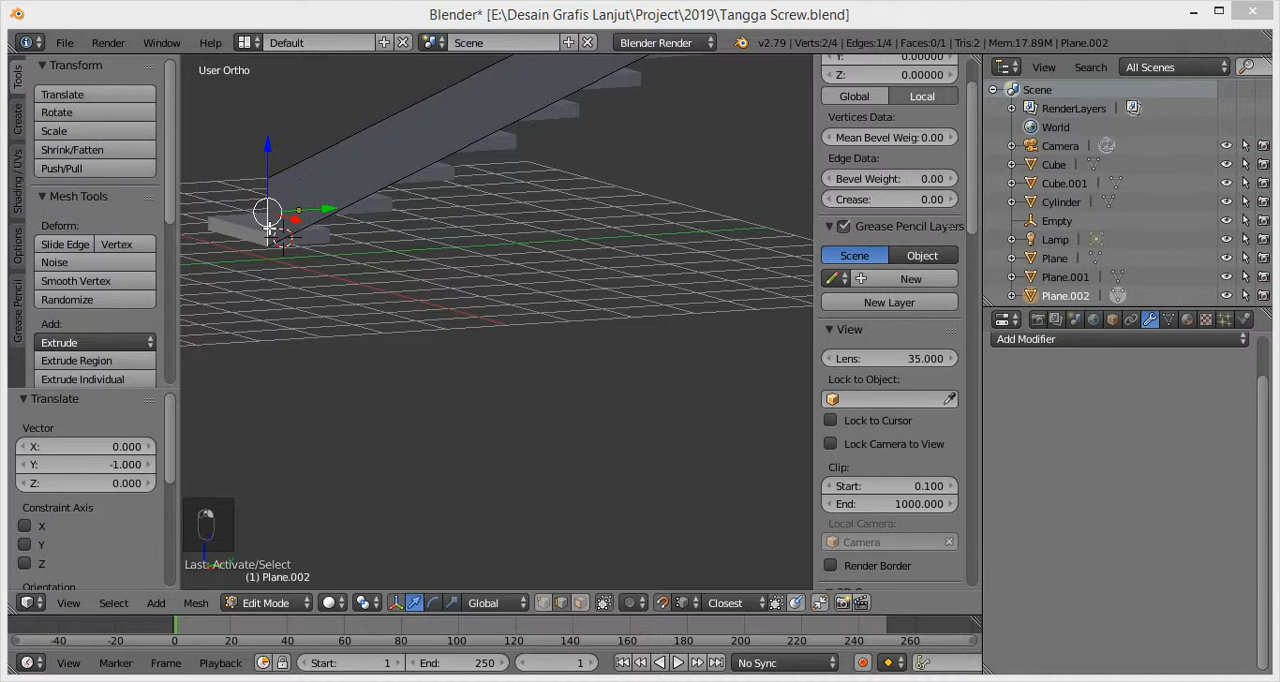 Blender* [E:\Desain Grafis Lanjut\Project\2019\Tangga Screw.blend]
File Render Window Help Default Scene Blender Render v2.79 | Verts:2/4 | Edges:1/4 | Faces:0/1 | Tris:2 | Mem:17.89M | Plane.002
Tools
Create
Shading / UVs
Options
Grease Pencil
Transform
Translate
Rotate
Scale
Shrink/Fatten
Push/Pull
Mesh Tools
Deform:
Slide Edge Vertex
Noise
Smooth Vertex
Randomize
Add:
Extrude
Extrude Region
Extrude Individual
Translate
Vector
X: 0.000
Y: -1.000
Z: 0.000
Constraint Axis
X
Y
Z
Orientation
User Ortho
Last: Activate/Select
(1) Plane.002
Y: 0.00000
Z: 0.00000
Global Local
Vertices Data:
Mean Bevel Weig: 0.00
Edge Data:
Bevel Weight: 0.00
Crease: 0.00
Grease Pencil Layers
Scene Object
New
New Layer
View
Lens: 35.000
Lock to Object:
Lock to Cursor
Lock Camera to View
Clip:
Start: 0.100
End: 1000.000
Local Camera:
Camera
Render Border
View Search All Scenes
Scene
RenderLayers
World
Camera
Cube
Cube.001
Cylinder
Empty
Lamp
Plane
Plane.001
Plane.002
Add Modifier
View Select Add Mesh Edit Mode Global Closest
-40 -20 0 20 40 60 80 100 120 140 160 180 200 220 240 260
View Marker Frame Playback Start: 1 End: 250 1 No Sync